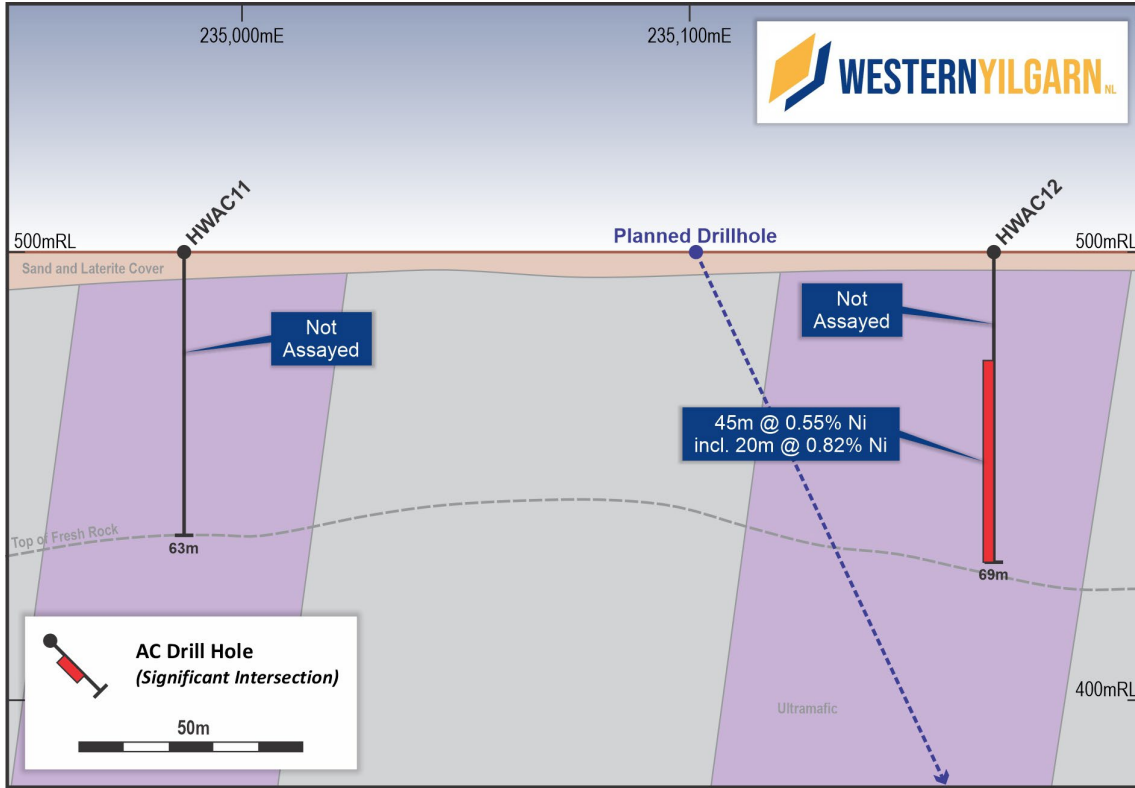 235,000mE
235,100mE
WESTERNYILGARN NL
HWAC11
HWAC12
500mRL
Planned Drillhole
500mRL
Sand and Laterite Cover
Not
Assayed
Not
Assayed
45m @ 0.55% Ni
incl. 20m @ 0.82% Ni
Top of Fresh Rock
63m
69m
AC Drill Hole
(Significant Intersection)
50m
Ultramafic
400mRL